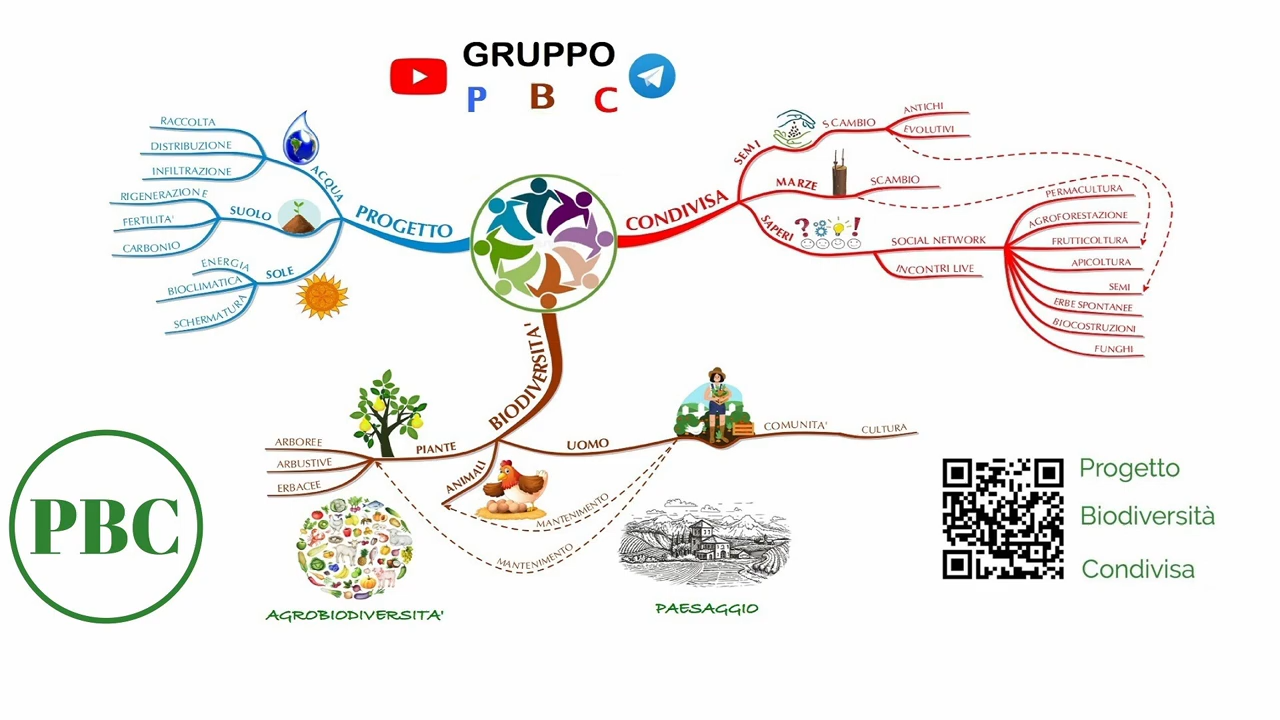 GRUPPO
P B C
RACCOLTA
DISTRIBUZIONE
INFILTRAZIONE
ACQUA
RIGENERAZIONE
FERTILITA'
CARBONIO
SUOLO
ENERGIA
BIOCLIMATICA
SCHERMATURA
SOLE
PROGETTO
CONDIVISA
SEMI
SCAMBIO
ANTICHI
EVOLUTIVI
MARZE
SCAMBIO
SAPERI
SOCIAL NETWORK
INCONTRI LIVE
PERMACULTURA
AGROFORESTAZIONE
FRUTTICOLTURA
APICOLTURA
SEMI
ERBE SPONTANEE
BIOCOSTRUZIONI
FUNGHI
BIODIVERSITA'
PIANTE
ARBOREE
ARBUSTIVE
ERBACEE
ANIMALI
UOMO
COMUNITA'
CULTURA
MANTENIMENTO
MANTENIMENTO
AGROBIODIVERSITA'
PAESAGGIO
PBC
Progetto
Biodiversità
Condivisa